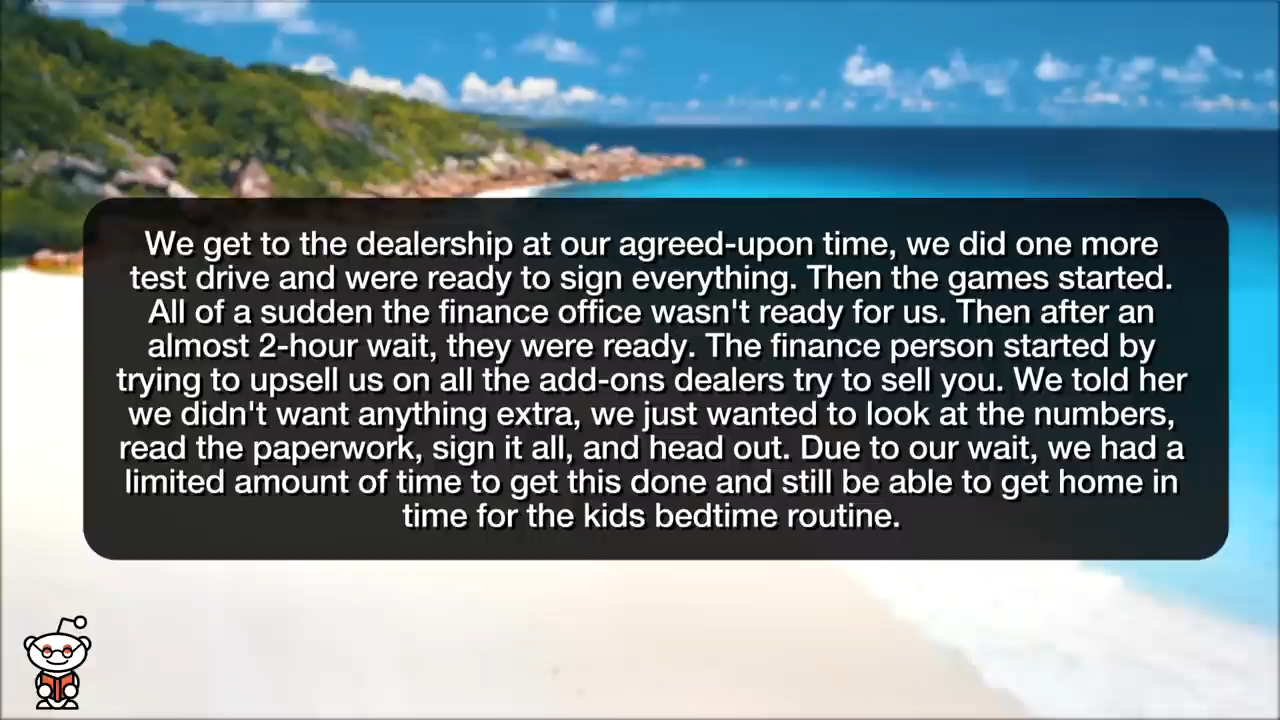 We get to the dealership at our agreed-upon time, we did one more
test drive and were ready to sign everything. Then the games started.
All of a sudden the finance office wasn't ready for us. Then after an
almost 2-hour wait, they were ready. The finance person started by
trying to upsell us on all the add-ons dealers try to sell you. We told her
we didn't want anything extra, we just wanted to look at the numbers,
read the paperwork, sign it all, and head out. Due to our wait, we had a
limited amount of time to get this done and still be able to get home in
time for the kids bedtime routine.